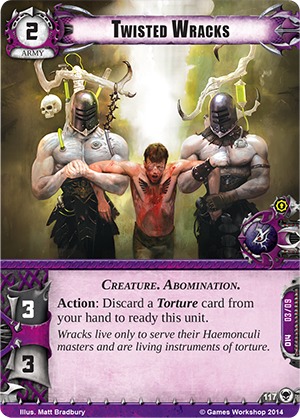 2
ARMY
TWISTED WRACKS
CREATURE. ABOMINATION.
Action: Discard a Torture card from
your hand to ready this unit.
Wracks live only to serve their Haemonculi
masters and are living instruments of torture.
3
3
03/09
117
Illus. Matt Bradbury
© Games Workshop 2014